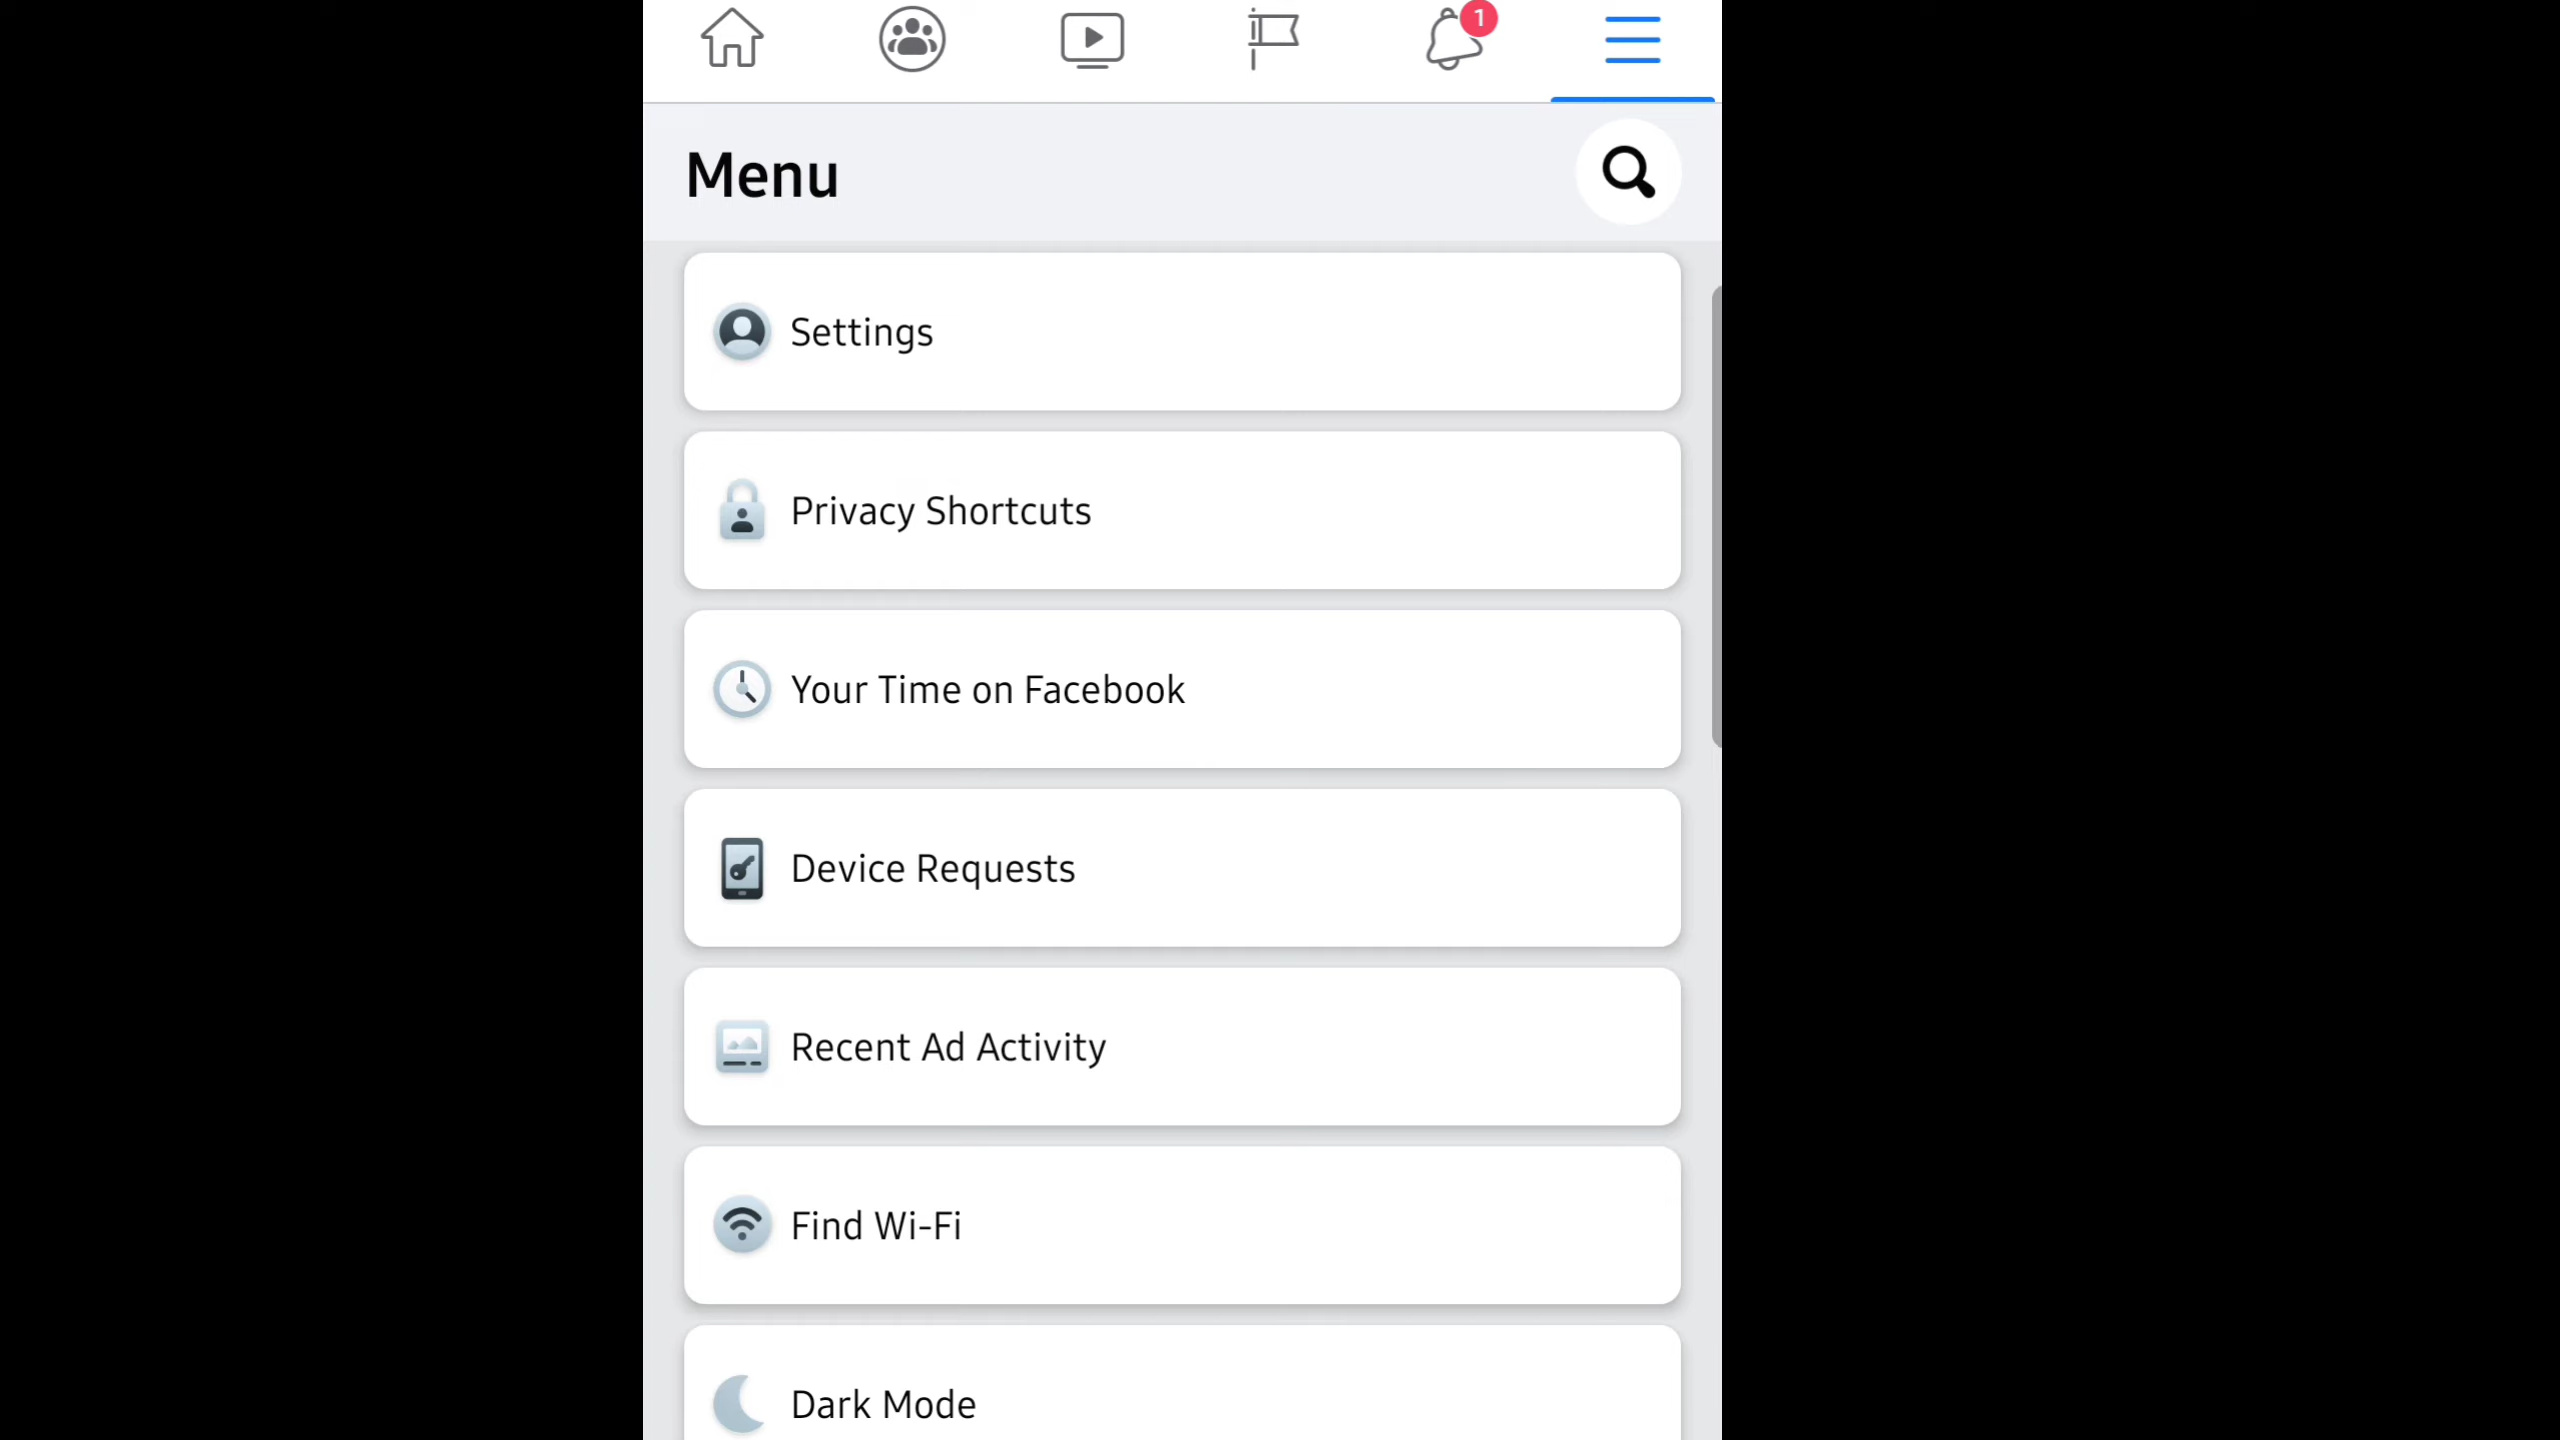 1
Menu
Settings
Privacy Shortcuts
Your Time on Facebook
Device Requests
Recent Ad Activity
Find Wi-Fi
Dark Mode